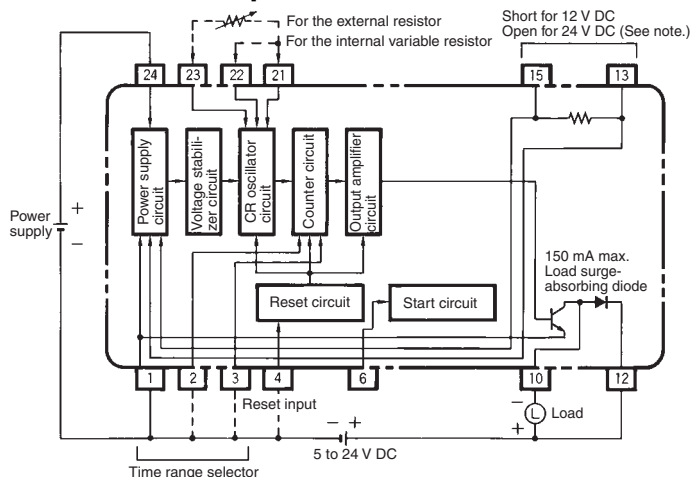 For the external resistor
For the internal variable resistor
Short for 12 V DC
Open for 24 V DC (See note.)
24
23
22
21
15
13
Power supply
circuit
Voltage stabili-
zer circuit
CR oscillator
circuit
Counter circuit
Output amplifier
circuit
+
Power
supply
−
150 mA max.
Load surge-
absorbing diode
Reset circuit
Start circuit
1
2
3
4
6
10
12
Reset input
−
L
Load
+
− +
5 to 24 V DC
Time range selector